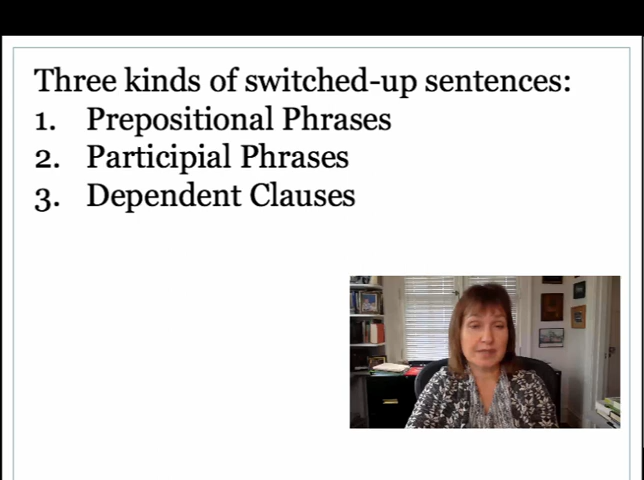 Three kinds of switched-up sentences:
1. Prepositional Phrases
2. Participial Phrases
3. Dependent Clauses